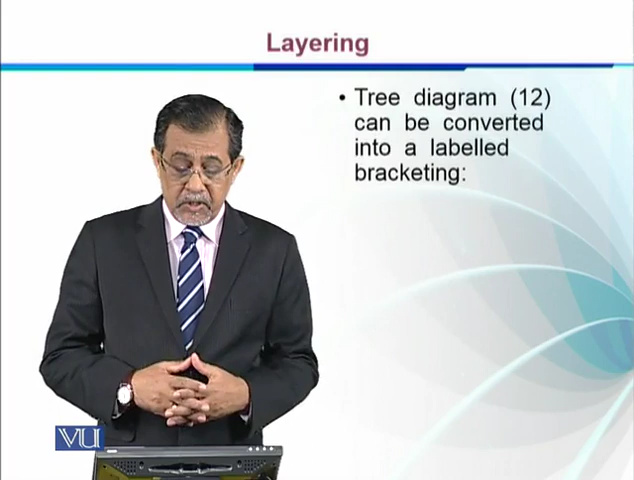 Layering
• Tree diagram (12)
can be converted
into a labelled
bracketing:
VU